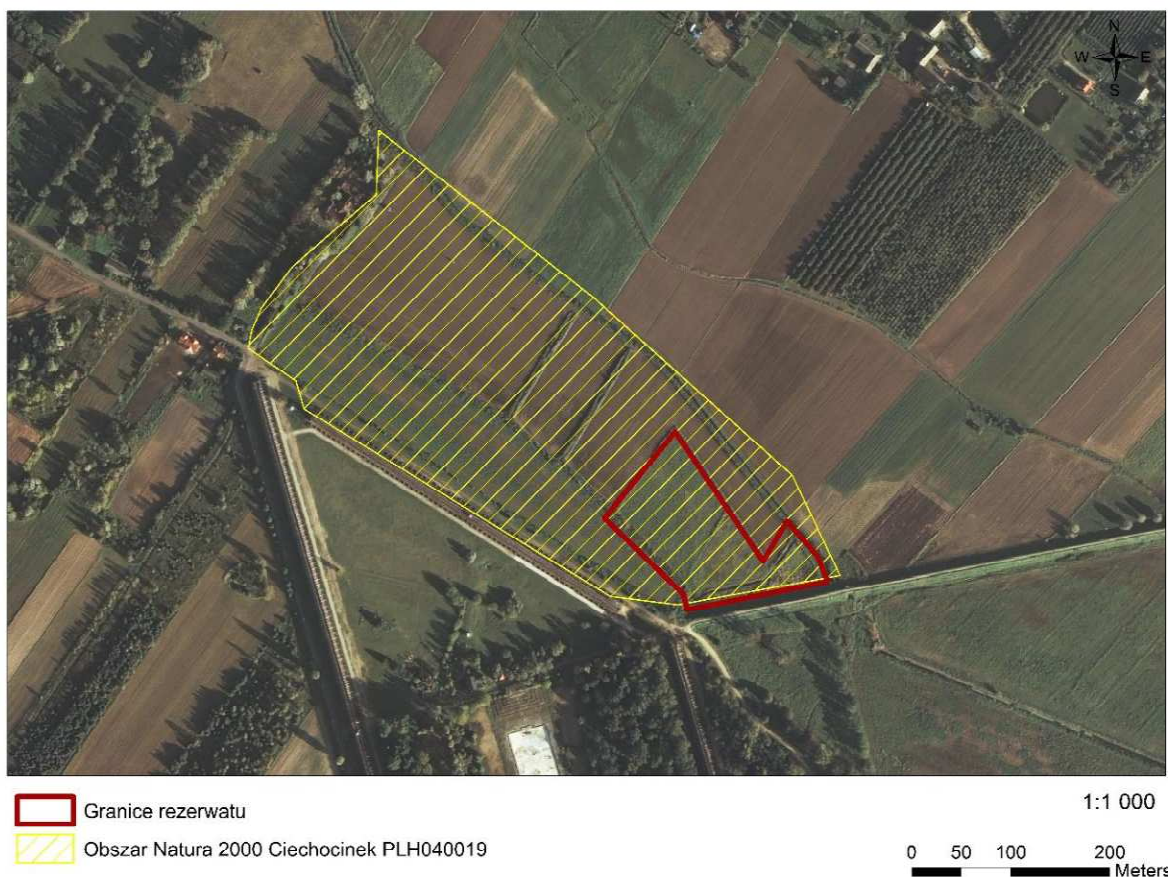 N
W E
S
Granice rezerwatu
1:1 000
Obszar Natura 2000 Ciechocinek PLH040019
0 50 100 200
Meters